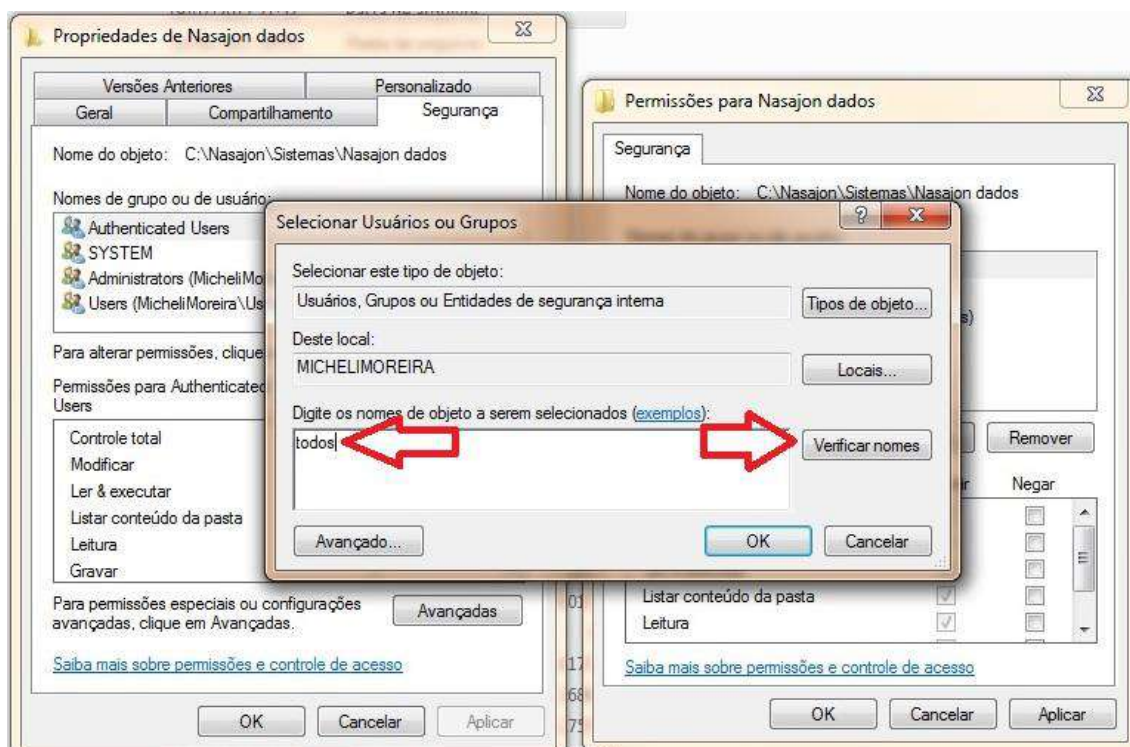 Propriedades de Nasajon dados
Versões Anteriores
Personalizado
Geral
Compartilhamento
Segurança
Nome do objeto: C:\Nasajon\Sistemas\Nasajon dados
Nomes de grupo ou de usuário:
Authenticated Users
SYSTEM
Administrators (MicheliMo
Users (MicheliMoreira\Us
Para alterar permissões, clique
Permissões para Authenticated
Users
Controle total
Modificar
Ler & executar
Listar conteúdo da pasta
Leitura
Gravar
Para permissões especiais ou configurações
avançadas, clique em Avançadas.
Avançadas
Saiba mais sobre permissões e controle de acesso
OK
Cancelar
Aplicar
Selecionar Usuários ou Grupos
Selecionar este tipo de objeto:
Usuários, Grupos ou Entidades de segurança interna
Tipos de objeto...
Deste local:
MICHELIMOREIRA
Locais...
Digite os nomes de objeto a serem selecionados (exemplos):
todos
Verificar nomes
Avançado...
OK
Cancelar
Permissões para Nasajon dados
Segurança
Nome do objeto: C:\Nasajon\Sistemas\Nasajon dados
s)
Remover
Negar
Listar conteúdo da pasta
Leitura
Saiba mais sobre permissões e controle de acesso
OK
Cancelar
Aplicar